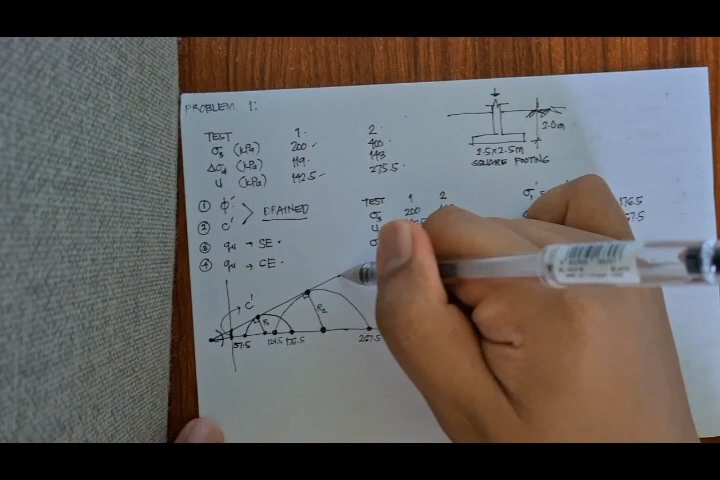 PROBLEM 1:
2.0m
2.5 x 2.5m
SQUARE FOOTING
TEST 1. 2.
σ₃ (kPa) 200 400
Δσd (kPa) 119. 143
u (kPa) 142.5 275.5
① φ'
② c'
DRAINED
③ qu → SE.
④ qu → CE.
TEST 1 2
σ₃ 200
σ₁'
176.5
c'
R₁
R₂
57.5 124.5 176.5 267.5